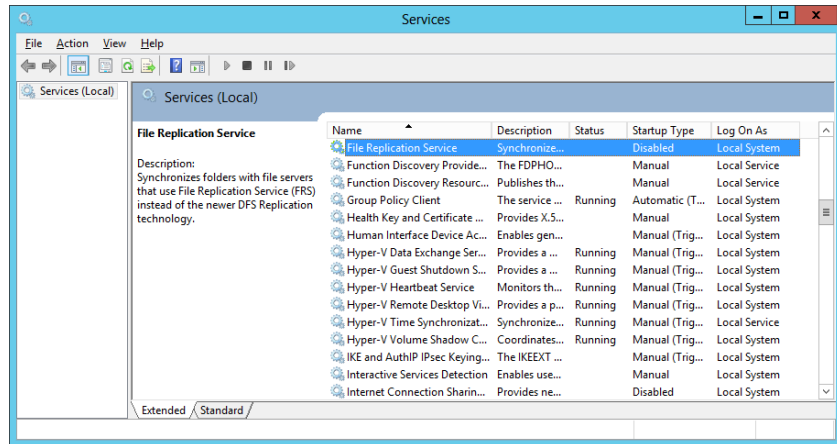 Services
File Action View Help
Services (Local)
Services (Local)
File Replication Service
Description:
Synchronizes folders with file servers
that use File Replication Service (FRS)
instead of the newer DFS Replication
technology.
Name Description Status Startup Type Log On As
File Replication Service Synchronize... Disabled Local System
Function Discovery Provide... The FDPHO... Manual Local Service
Function Discovery Resourc... Publishes th... Manual Local Service
Group Policy Client The service ... Running Automatic (T... Local System
Health Key and Certificate ... Provides X.5... Manual Local System
Human Interface Device Ac... Enables gen... Manual (Trig... Local System
Hyper-V Data Exchange Ser... Provides a ... Running Manual (Trig... Local System
Hyper-V Guest Shutdown S... Provides a ... Running Manual (Trig... Local System
Hyper-V Heartbeat Service Monitors th... Running Manual (Trig... Local System
Hyper-V Remote Desktop Vi... Provides a p... Running Manual (Trig... Local System
Hyper-V Time Synchronizat... Synchronize... Running Manual (Trig... Local Service
Hyper-V Volume Shadow C... Coordinates... Running Manual (Trig... Local System
IKE and AuthIP IPsec Keying... The IKEEXT ... Manual (Trig... Local System
Interactive Services Detection Enables use... Manual Local System
Internet Connection Sharin... Provides ne... Disabled Local System
Extended Standard